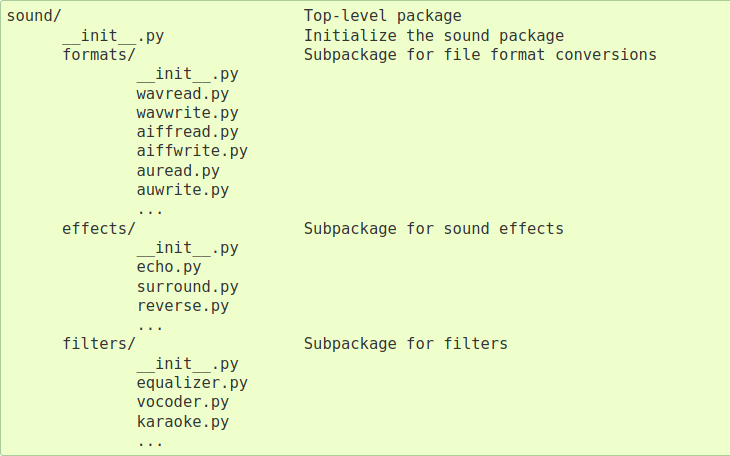 sound/                          Top-level package
      __init__.py               Initialize the sound package
      formats/                  Subpackage for file format conversions
              __init__.py
              wavread.py
              wavwrite.py
              aiffread.py
              aiffwrite.py
              auread.py
              auwrite.py
              ...
      effects/                  Subpackage for sound effects
              __init__.py
              echo.py
              surround.py
              reverse.py
              ...
      filters/                  Subpackage for filters
              __init__.py
              equalizer.py
              vocoder.py
              karaoke.py
              ...